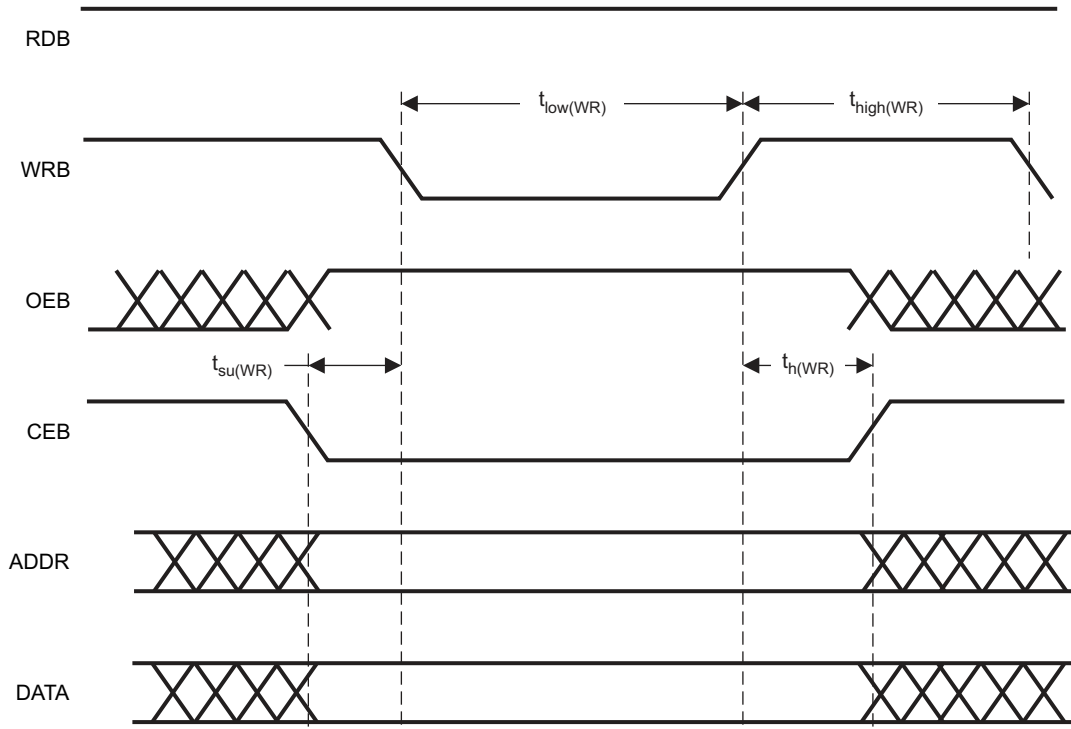 RDB
t_low(WR) t_high(WR)
WRB
OEB
t_su(WR) t_h(WR)
CEB
ADDR
DATA